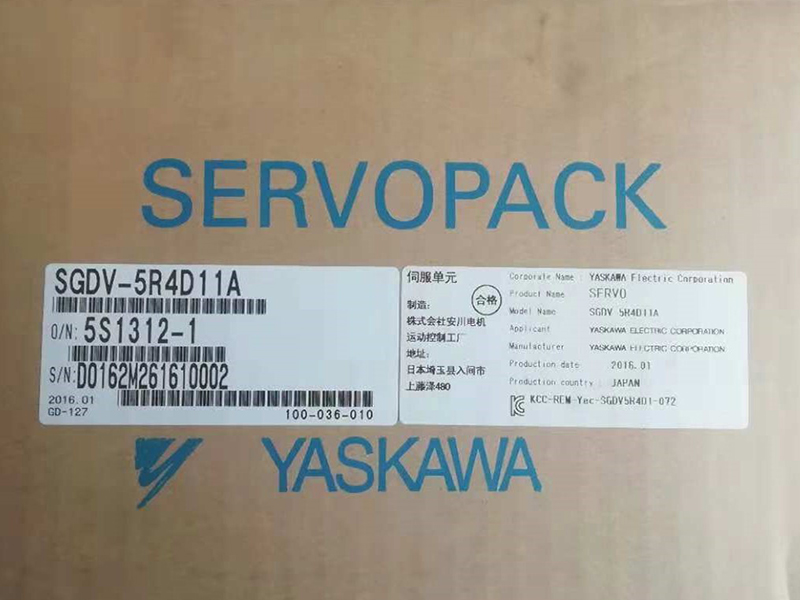 SERVOPACK
SGDV-5R4D11A
O/N: 5S1312-1
S/N: D0162M261610002
2016.01
GD-127
100-036-010
伺服单元
合格
制造:
株式会社安川电机
运动控制工厂
地址:
日本埼玉县入间市
上藤泽480
Corporate Name : YASKAWA Electric Corporation
Product Name SERVO
Model Name SGDV 5R4D11A
Applicant YASKAWA ELECTRIC CORPORATION
Manufacturer YASKAWA ELECTRIC CORPORATION
Production date : 2016.01
Production country : JAPAN
KCC-REM-Yec-SGDV5R4D1-072
YASKAWA